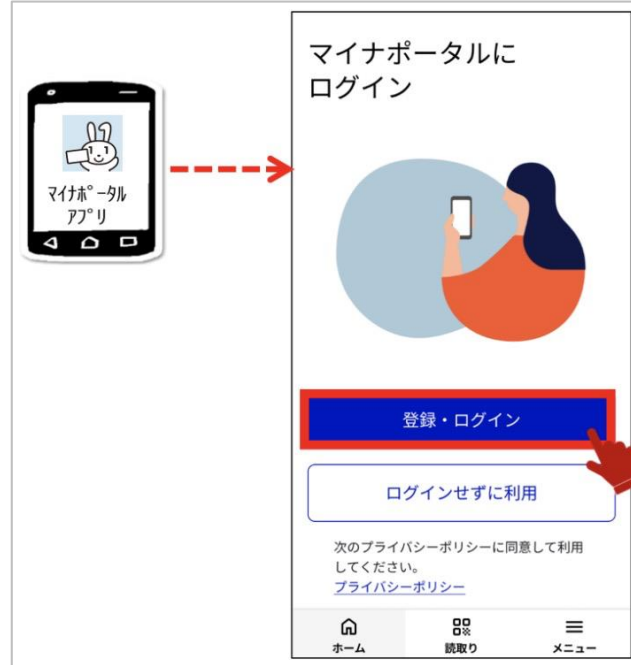 マイナポータル
アプリ
マイナポータルに
ログイン
登録・ログイン
ログインせずに利用
次のプライバシーポリシーに同意して利用
してください。
プライバシーポリシー
ホーム
読取り
メニュー